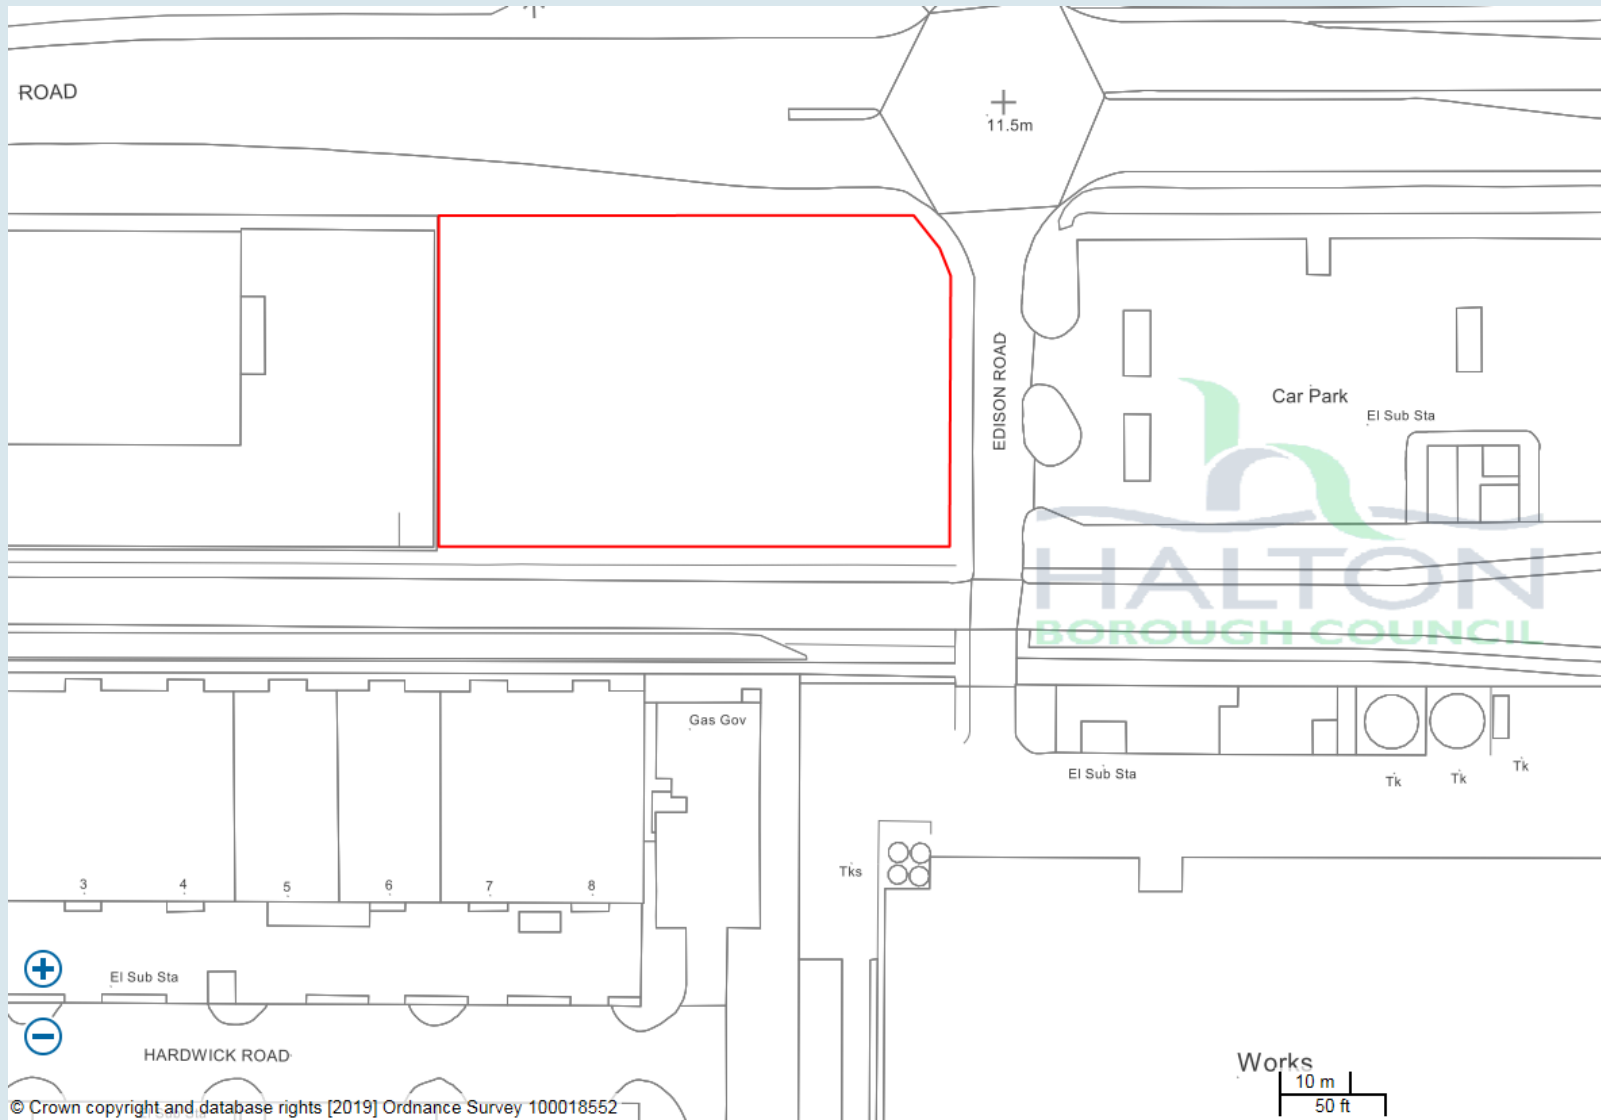 ROAD
11.5m
EDISON ROAD
Car Park
El Sub Sta
HALTON
BOROUGH COUNCIL
Gas Gov
El Sub Sta
Tk
Tk
Tk
Tks
3
4
5
6
7
8
El Sub Sta
HARDWICK ROAD
Works
10 m
50 ft
© Crown copyright and database rights [2019] Ordnance Survey 100018552